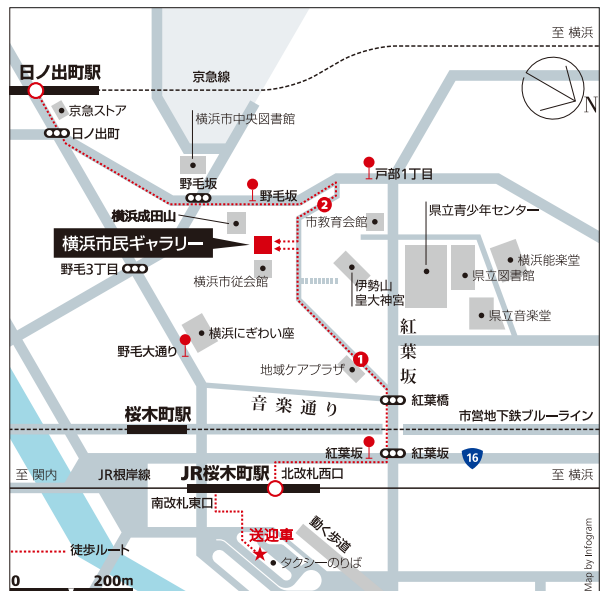 至 横浜
日ノ出町駅
京急線
京急ストア
N
横浜市中央図書館
日ノ出町
戸部1丁目
野毛坂
野毛坂
2
県立青少年センター
横浜成田山
市教育会館
横浜市民ギャラリー
横浜能楽堂
野毛3丁目
横浜市従会館
県立図書館
伊勢山
皇大神宮
県立音楽堂
紅葉坂
横浜にぎわい座
野毛大通り
1
地域ケアプラザ
音楽通り
紅葉橋
桜木町駅
市営地下鉄ブルーライン
紅葉坂
紅葉坂
16
至 関内
JR根岸線
JR桜木町駅
北改札西口
至 横浜
南改札東口
送迎車
動く歩道
徒歩ルート
タクシーのりば
0
200m
Map by Infogram